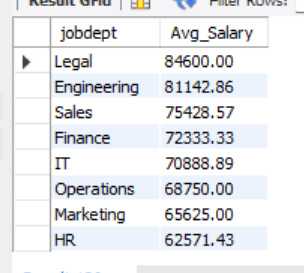 Result Grid Filter Rows:
jobdept Avg_Salary
Legal 84600.00
Engineering 81142.86
Sales 75428.57
Finance 72333.33
IT 70888.89
Operations 68750.00
Marketing 65625.00
HR 62571.43